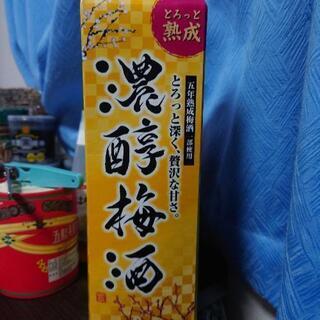 とろっと
熟成
五年熟成梅酒一部使用
とろっと深く、贅沢な甘さ。
濃醇梅酒